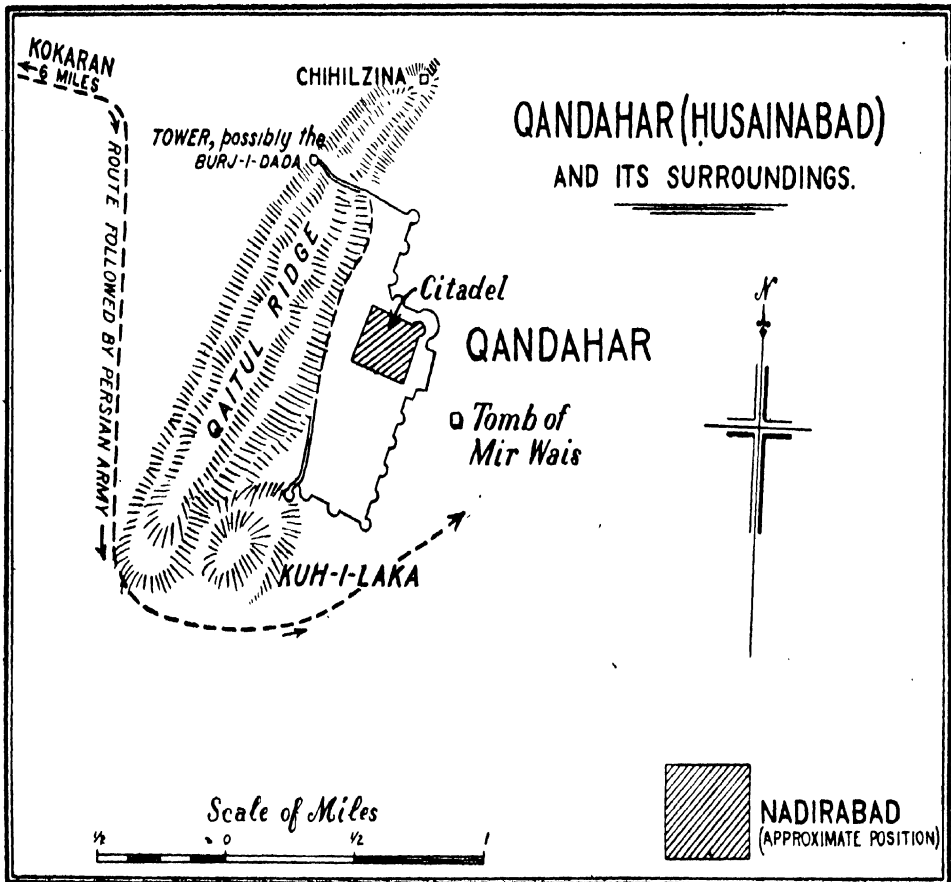 KOKARAN
6 MILES
CHIHILZINA
QANDAHAR (HUSAINABAD)
AND ITS SURROUNDINGS.
TOWER, possibly the
BURJ-I-DADA
ROUTE FOLLOWED BY PERSIAN ARMY
QAITUL RIDGE
Citadel
QANDAHAR
N
Tomb of
Mir Wais
KUH-I-LAKA
Scale of Miles
½ 0 ½ 1
NADIRABAD
(APPROXIMATE POSITION)